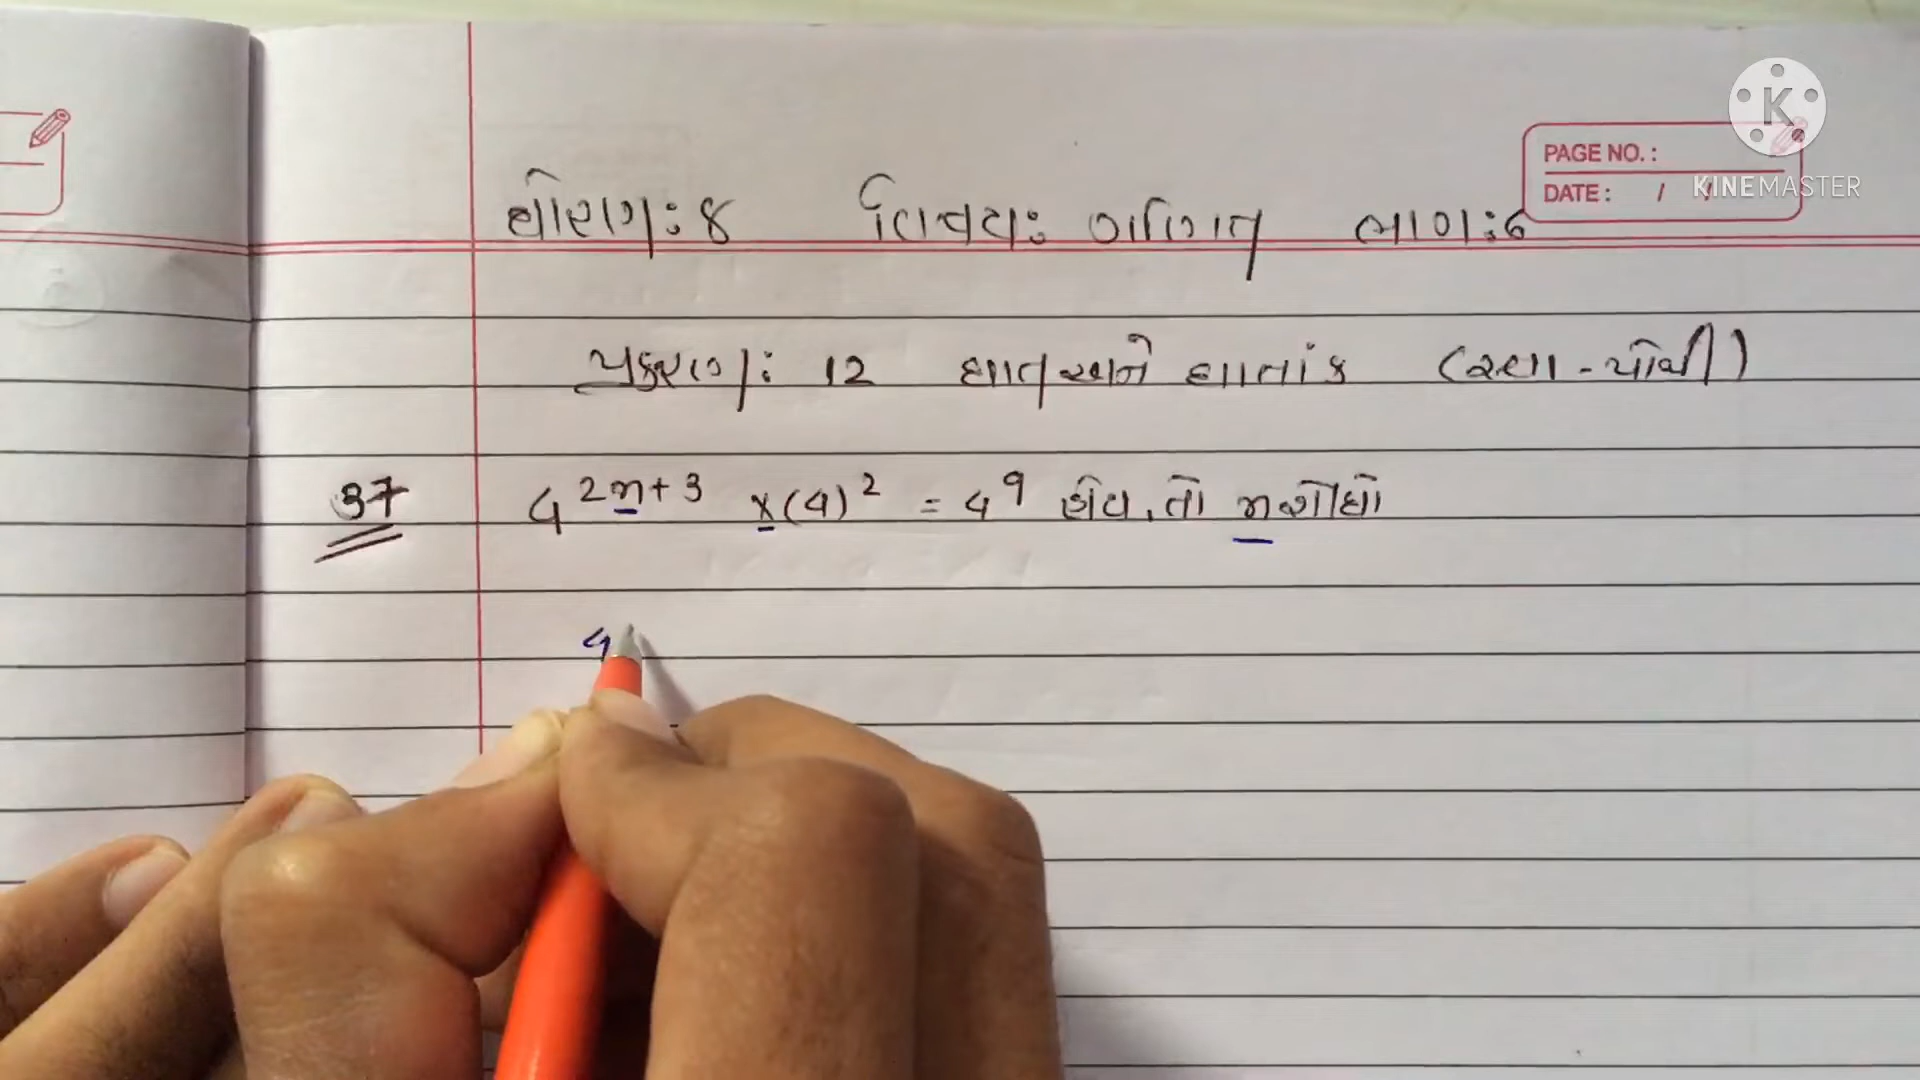 PAGE NO. :
DATE : / /
K
KINEMASTER
ધોરણ : ૪ વિષય : ગણિત ભાગ : 6
પ્રકરણ : 12 ઘાત અને ઘાતાંક (સ્વા - પોથી)
37 4^{2m+3} × (4)^2 = 4^9 હોય, તો m શોધો
4